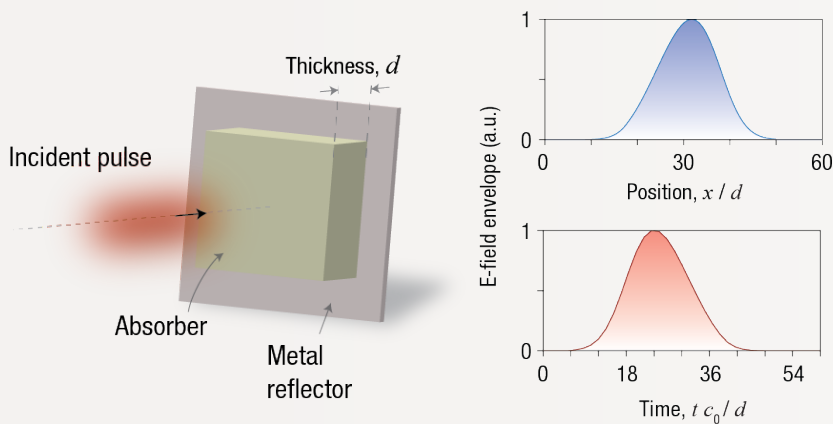 Thickness, d
Incident pulse
Absorber
Metal
reflector
E-field envelope (a.u.)
1
0
0 30 60
Position, x / d
1
0
0 18 36 54
Time, t c₀ / d